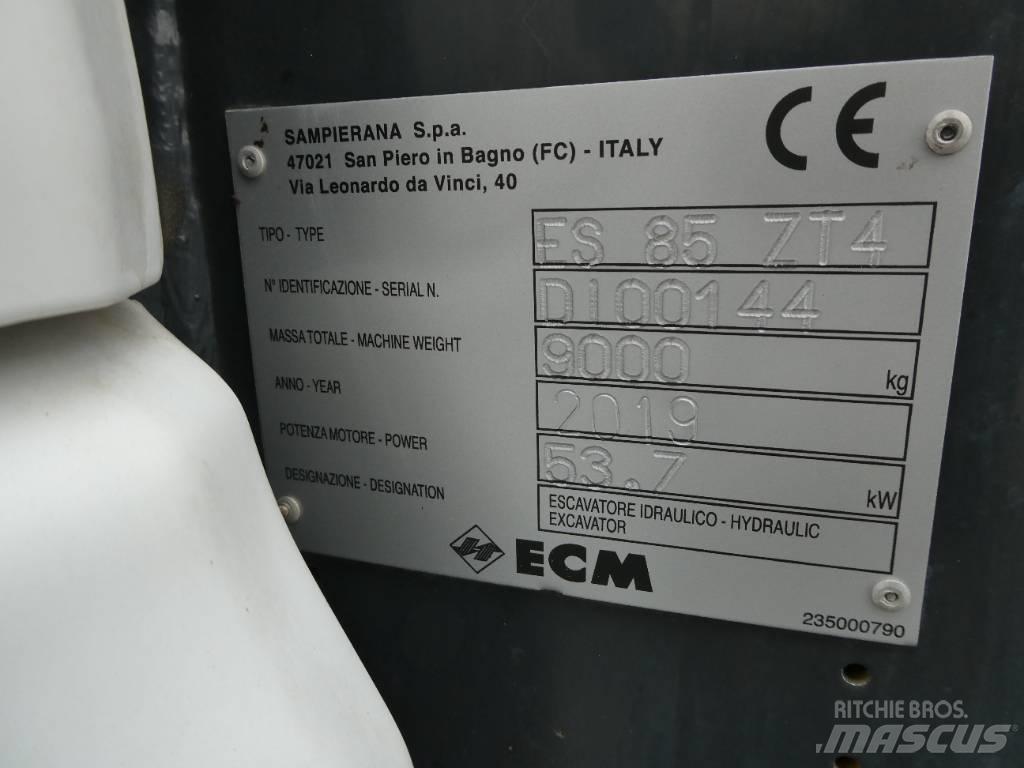 SAMPIERANA S.p.a.
47021 San Piero in Bagno (FC) - ITALY
Via Leonardo da Vinci, 40
CE
TIPO - TYPE ES 85 ZT4
N° IDENTIFICAZIONE - SERIAL N. DI00144
MASSA TOTALE - MACHINE WEIGHT 9000 kg
ANNO - YEAR 2019
POTENZA MOTORE - POWER 53.7 kW
DESIGNAZIONE - DESIGNATION ESCAVATORE IDRAULICO - HYDRAULIC
EXCAVATOR
ECM
235000790
RITCHIE BROS.
MASCUS